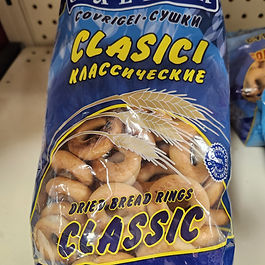 COVRIGEI • СУШКИ
CLASICI
КЛАССИЧЕСКИЕ
DRIED BREAD RINGS
CLASSIC